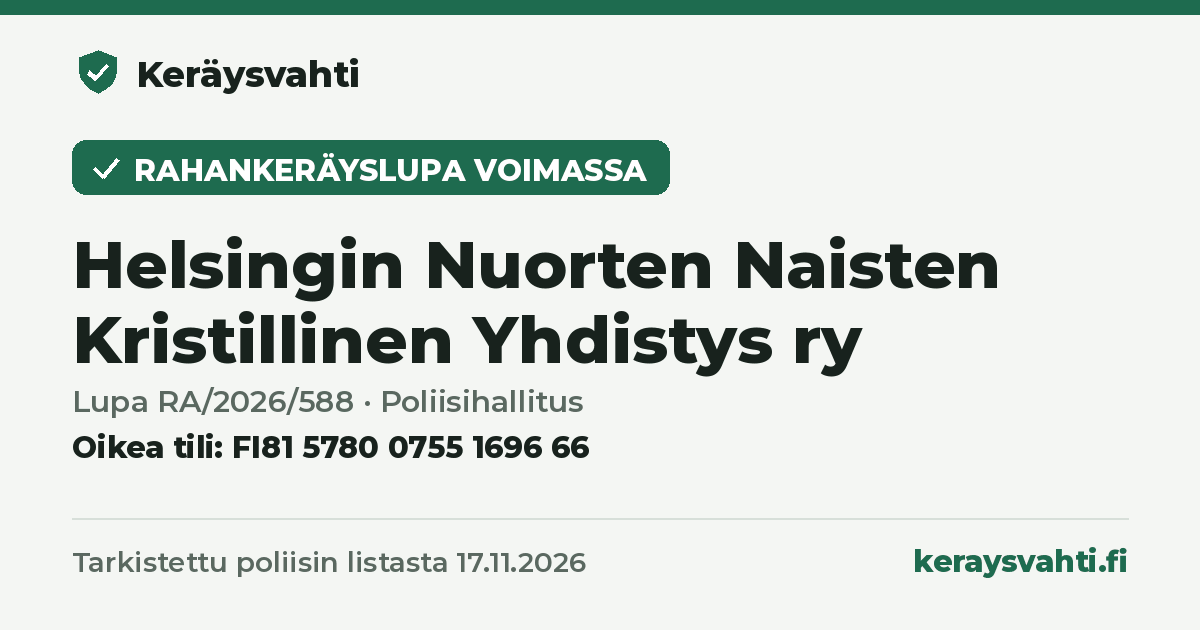 Keräysvahti
RAHANKERÄYSLUPA VOIMASSA
Helsingin Nuorten Naisten
Kristillinen Yhdistys ry
Lupa RA/2026/588 · Poliisihallitus
Oikea tili: FI81 5780 0755 1696 66
Tarkistettu poliisin listasta 17.11.2026
keraysvahti.fi